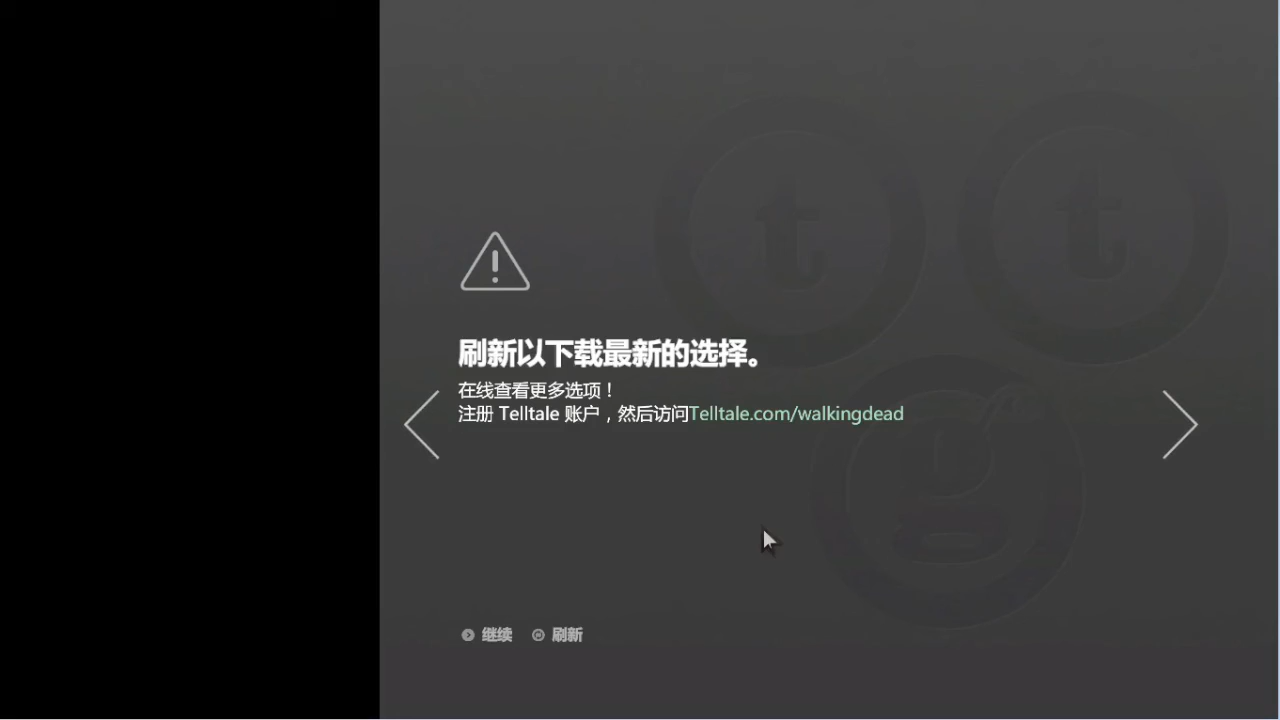 刷新以下载最新的选择。
在线查看更多选项！
注册 Telltale 账户，然后访问Telltale.com/walkingdead
继续 刷新
t t
g